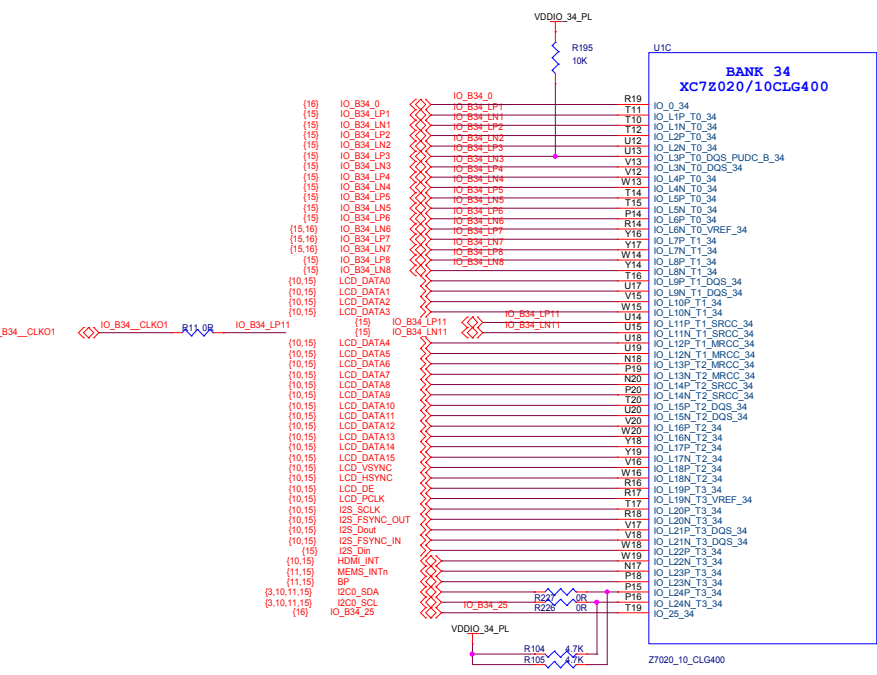 VDDIO_34_PL
R195
10K
U1C
BANK 34
XC7Z020/10CLG400
{16} IO_B34_0 IO_B34_0 R19 IO_0_34
{15} IO_B34_LP1 IO_B34_LP1 T11 IO_L1P_T0_34
{15} IO_B34_LN1 IO_B34_LN1 T10 IO_L1N_T0_34
{15} IO_B34_LP2 IO_B34_LP2 T12 IO_L2P_T0_34
{15} IO_B34_LN2 IO_B34_LN2 U12 IO_L2N_T0_34
{15} IO_B34_LP3 IO_B34_LP3 U13 IO_L3P_T0_DQS_PUDC_B_34
{15} IO_B34_LN3 IO_B34_LN3 V13 IO_L3N_T0_DQS_34
{15} IO_B34_LP4 IO_B34_LP4 V12 IO_L4P_T0_34
{15} IO_B34_LN4 IO_B34_LN4 W13 IO_L4N_T0_34
{15} IO_B34_LP5 IO_B34_LP5 T14 IO_L5P_T0_34
{15} IO_B34_LN5 IO_B34_LN5 T15 IO_L5N_T0_34
{15} IO_B34_LP6 IO_B34_LP6 P14 IO_L6P_T0_34
{15,16} IO_B34_LN6 IO_B34_LN6 R14 IO_L6N_T0_VREF_34
{15,16} IO_B34_LP7 IO_B34_LP7 Y16 IO_L7P_T1_34
{15,16} IO_B34_LN7 IO_B34_LN7 Y17 IO_L7N_T1_34
{15} IO_B34_LP8 IO_B34_LP8 W14 IO_L8P_T1_34
{15} IO_B34_LN8 IO_B34_LN8 Y14 IO_L8N_T1_34
{10,15} LCD_DATA0 T16 IO_L9P_T1_DQS_34
{10,15} LCD_DATA1 U17 IO_L9N_T1_DQS_34
{10,15} LCD_DATA2 V15 IO_L10P_T1_34
{10,15} LCD_DATA3 W15 IO_L10N_T1_34
{15} IO_B34_LP11 IO_B34_LP11 U14 IO_L11P_T1_SRCC_34
B34__CLKO1 IO_B34__CLKO1 R11 0R IO_B34_LP11
{15} IO_B34_LN11 IO_B34_LN11 U15 IO_L11N_T1_SRCC_34
{10,15} LCD_DATA4 U18 IO_L12P_T1_MRCC_34
{10,15} LCD_DATA5 U19 IO_L12N_T1_MRCC_34
{10,15} LCD_DATA6 N18 IO_L13P_T2_MRCC_34
{10,15} LCD_DATA7 P19 IO_L13N_T2_MRCC_34
{10,15} LCD_DATA8 N20 IO_L14P_T2_SRCC_34
{10,15} LCD_DATA9 P20 IO_L14N_T2_SRCC_34
{10,15} LCD_DATA10 T20 IO_L15P_T2_DQS_34
{10,15} LCD_DATA11 U20 IO_L15N_T2_DQS_34
{10,15} LCD_DATA12 V20 IO_L16P_T2_34
{10,15} LCD_DATA13 W20 IO_L16N_T2_34
{10,15} LCD_DATA14 Y18 IO_L17P_T2_34
{10,15} LCD_DATA15 Y19 IO_L17N_T2_34
{10,15} LCD_VSYNC V16 IO_L18P_T2_34
{10,15} LCD_HSYNC W16 IO_L18N_T2_34
{10,15} LCD_DE R16 IO_L19P_T3_34
{10,15} LCD_PCLK R17 IO_L19N_T3_VREF_34
{10,15} I2S_SCLK T17 IO_L20P_T3_34
{10,15} I2S_FSYNC_OUT R18 IO_L20N_T3_34
{10,15} I2S_Dout V17 IO_L21P_T3_DQS_34
{10,15} I2S_FSYNC_IN V18 IO_L21N_T3_DQS_34
{15} I2S_Din W18 IO_L22P_T3_34
{10,15} HDMI_INT W19 IO_L22N_T3_34
{11,15} MEMS_INTn N17 IO_L23P_T3_34
{11,15} BP P18 IO_L23N_T3_34
{3,10,11,15} I2C0_SDA R227 0R P15 IO_L24P_T3_34
{3,10,11,15} I2C0_SCL R226 0R P16 IO_L24N_T3_34
{16} IO_B34_25 IO_B34_25 T19 IO_25_34
VDDIO_34_PL
R104 4.7K
R105 4.7K
Z7020_10_CLG400